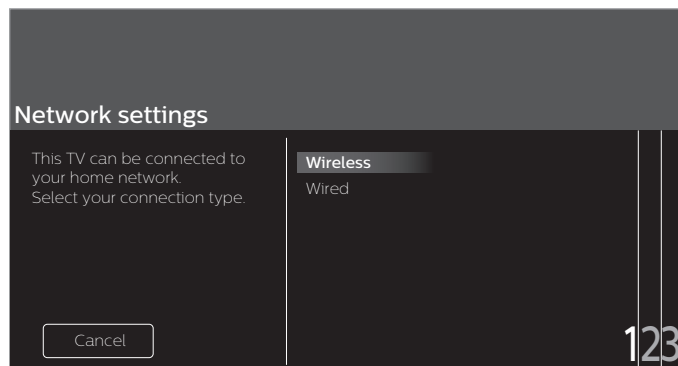 Network settings
This TV can be connected to
your home network.
Select your connection type.
Wireless
Wired
Cancel
123